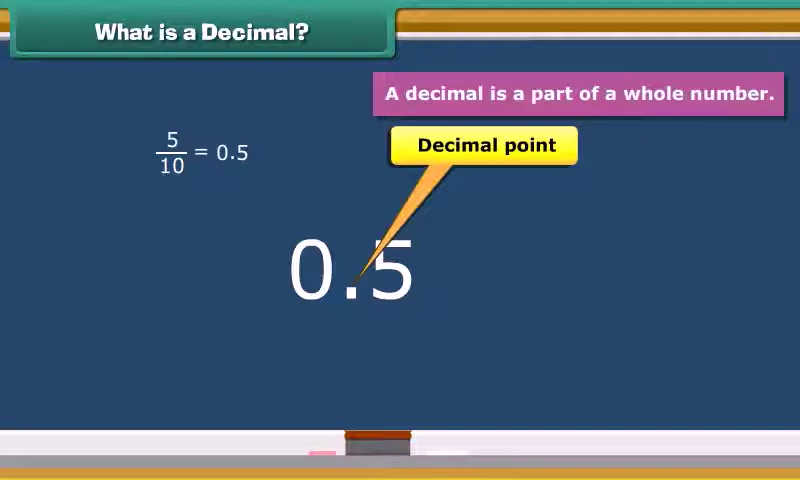 What is a Decimal?
A decimal is a part of a whole number.
Decimal point
5/10 = 0.5
0.5